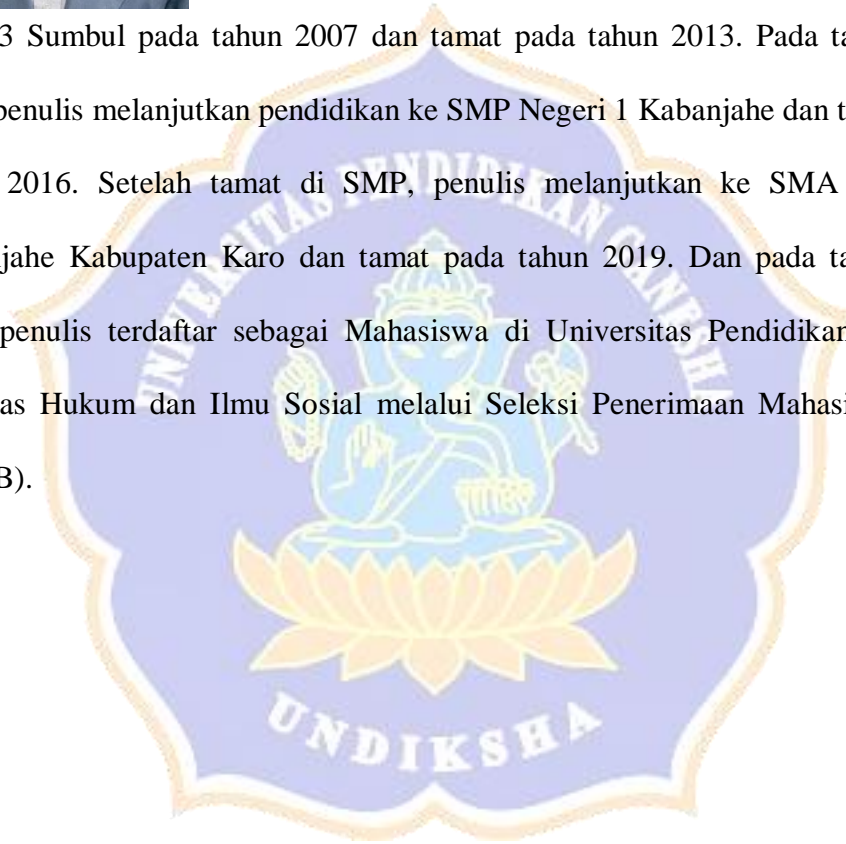 3 Sumbul pada tahun 2007 dan tamat pada tahun 2013. Pada ta
penulis melanjutkan pendidikan ke SMP Negeri 1 Kabanjahe dan t
2016. Setelah tamat di SMP, penulis melanjutkan ke SMA
jahe Kabupaten Karo dan tamat pada tahun 2019. Dan pada ta
penulis terdaftar sebagai Mahasiswa di Universitas Pendidikan
as Hukum dan Ilmu Sosial melalui Seleksi Penerimaan Mahasi
B).
UNIVERSITAS PENDIDIKAN GANESHA
UNDIKSHA